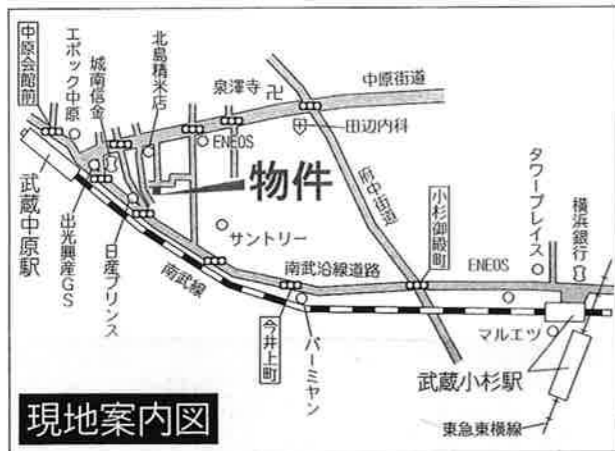 中原会館前
エポック中原
城南信金
北島精米店
泉澤寺
中原街道
ENEOS
田辺内科
物件
府中街道
小杉御殿町
タワープレイス
横浜銀行
武蔵中原駅
出光興産GS
日産プリンス
サントリー
南武線
南武沿線道路
ENEOS
今井上町
バーミヤン
マルエツ
武蔵小杉駅
東急東横線
現地案内図